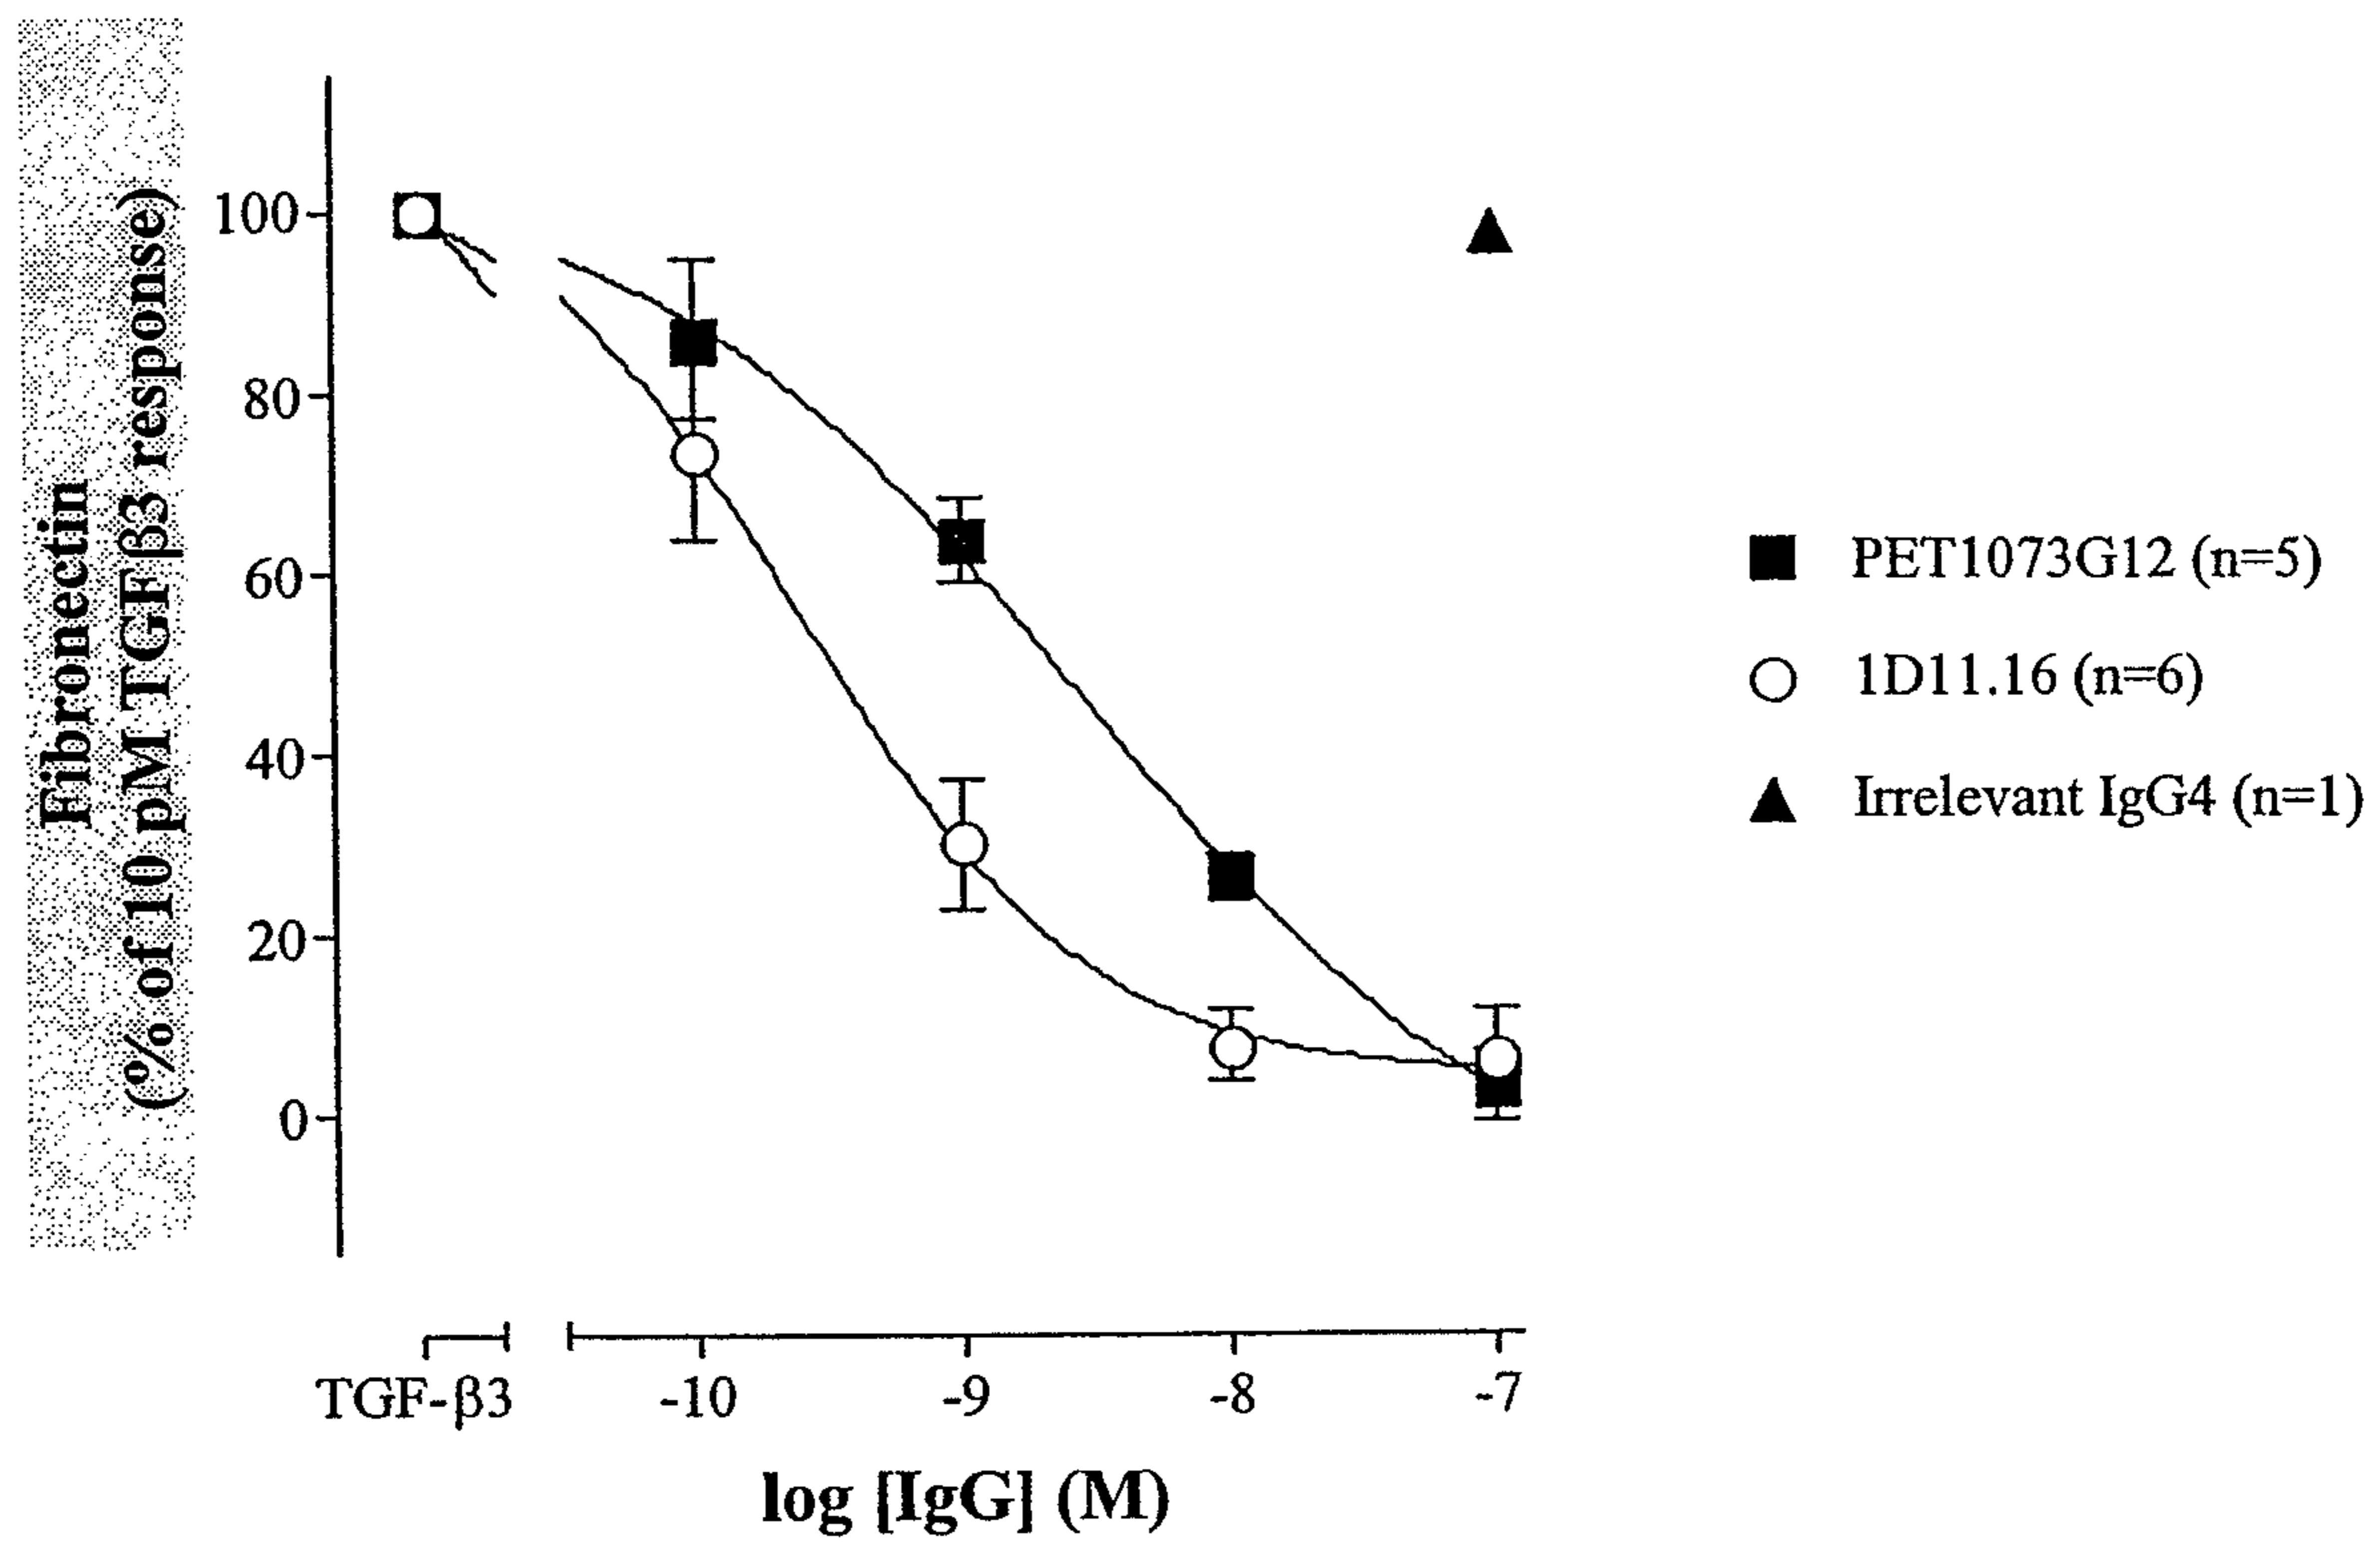 Fibronectin
(% of 10 pM TGFβ3 response)
100
80
60
40
20
0
TGF-β3
-10
-9
-8
-7
log [IgG] (M)
PET1073G12 (n=5)
1D11.16 (n=6)
Irrelevant IgG4 (n=1)